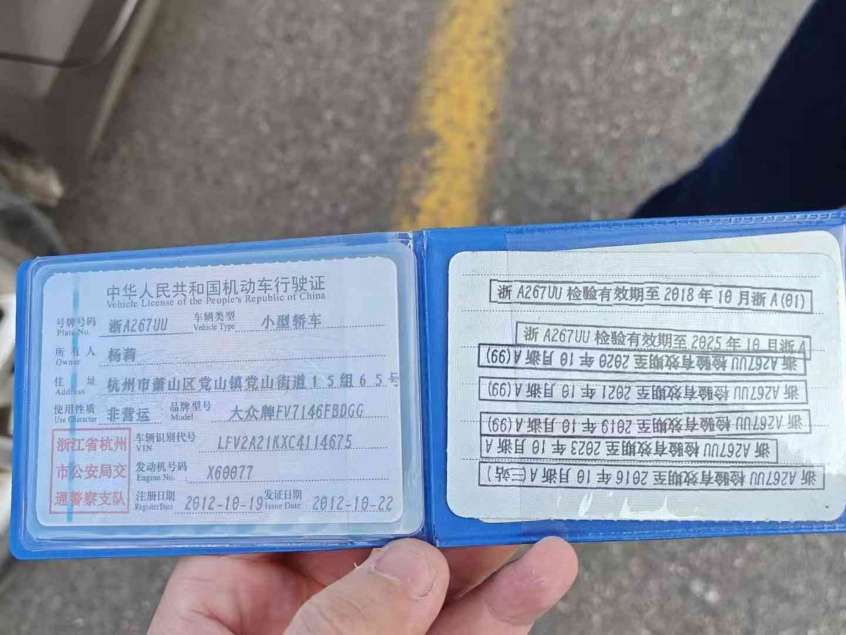 中华人民共和国机动车行驶证
Vehicle License of the People's Republic of China
号牌号码 浙A267UU 车辆类型 小型轿车
Plate No. Vehicle Type
所有人 杨莉
Owner
住址 杭州市萧山区党山镇党山街道15组65号
Address
使用性质 非营运 品牌型号 大众牌FV7146FBDGG
Use Character Model
浙江省杭州
市公安局交
通警察支队
车辆识别代号 LFV2A21KXC4114675
VIN
发动机号码 X60077
Engine No.
注册日期 2012-10-19 发证日期 2012-10-22
Register Date Issue Date
浙A267UU检验有效期至2018年10月浙A(01)
浙A267UU检验有效期至2025年10月浙A
浙A267UU检验有效期至2020年10月浙A(99)
浙A267UU检验有效期至2021年10月浙A(99)
浙A267UU检验有效期至2019年10月浙A(99)
浙A267UU检验有效期至2023年10月浙A
浙A267UU检验有效期至2016年10月浙A(三站)